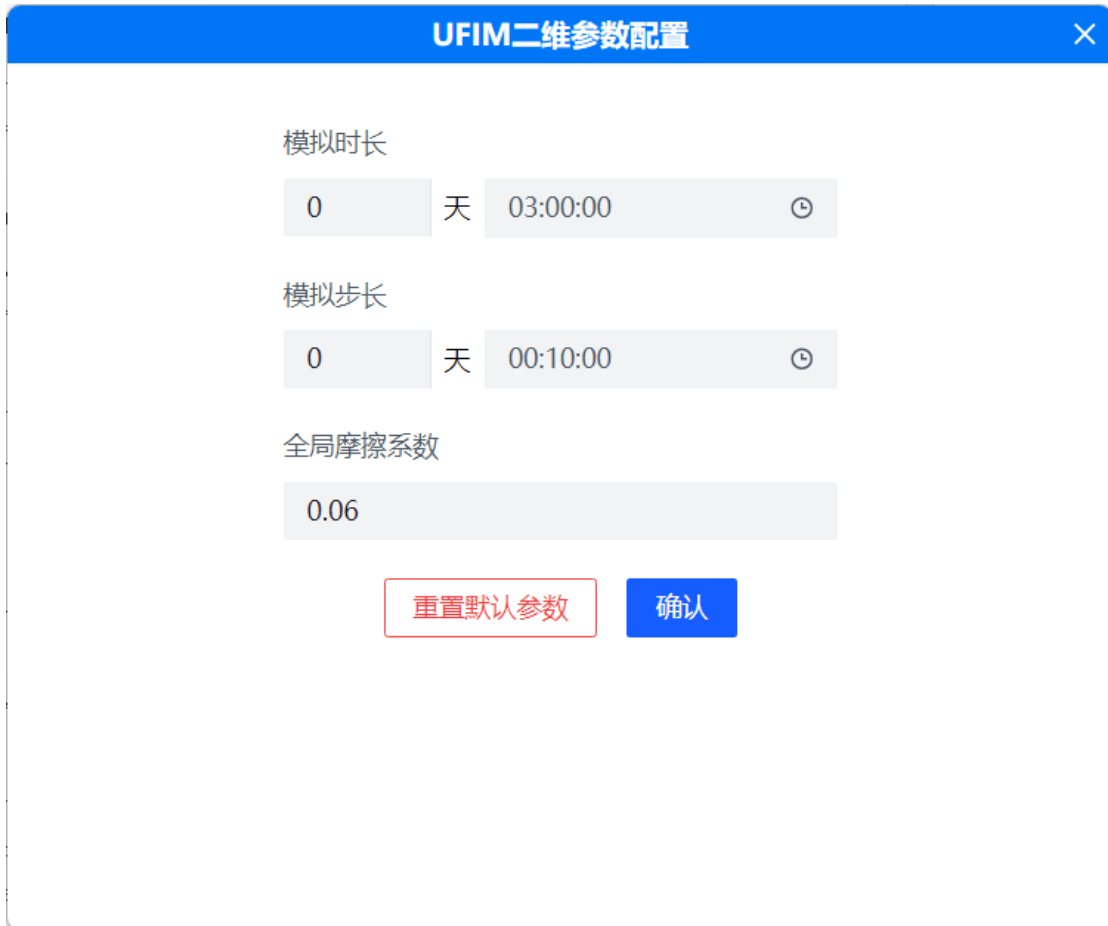 UFIM二维参数配置
模拟时长
0 天 03:00:00
模拟步长
0 天 00:10:00
全局摩擦系数
0.06
重置默认参数 确认